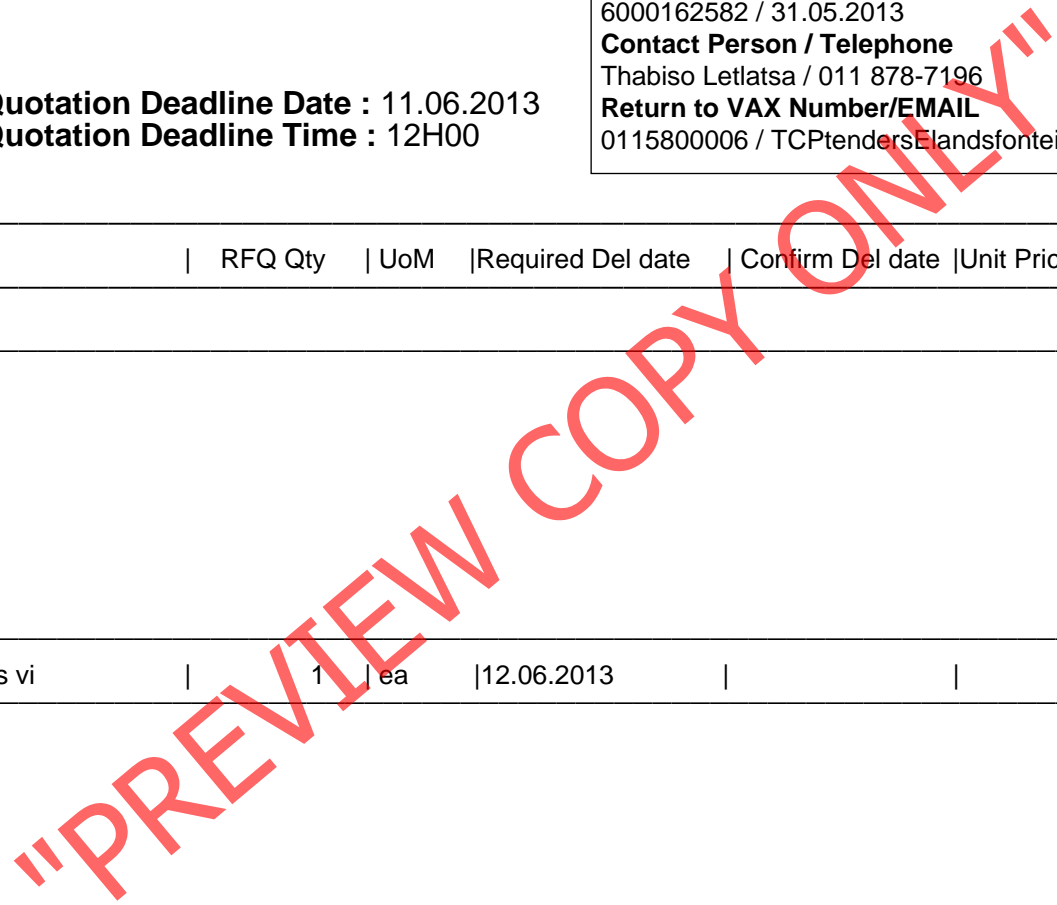 6000162582 / 31.05.2013
Contact Person / Telephone
Thabiso Letlatsa / 011 878-7196
Return to VAX Number/EMAIL
0115800006 / TCPtendersElandsfontei
Quotation Deadline Date : 11.06.2013
Quotation Deadline Time : 12H00
| RFQ Qty | UoM |Required Del date | Confirm Del date |Unit Pric
s vi | 1 | ea |12.06.2013 | |
"PREVIEW COPY ONLY"